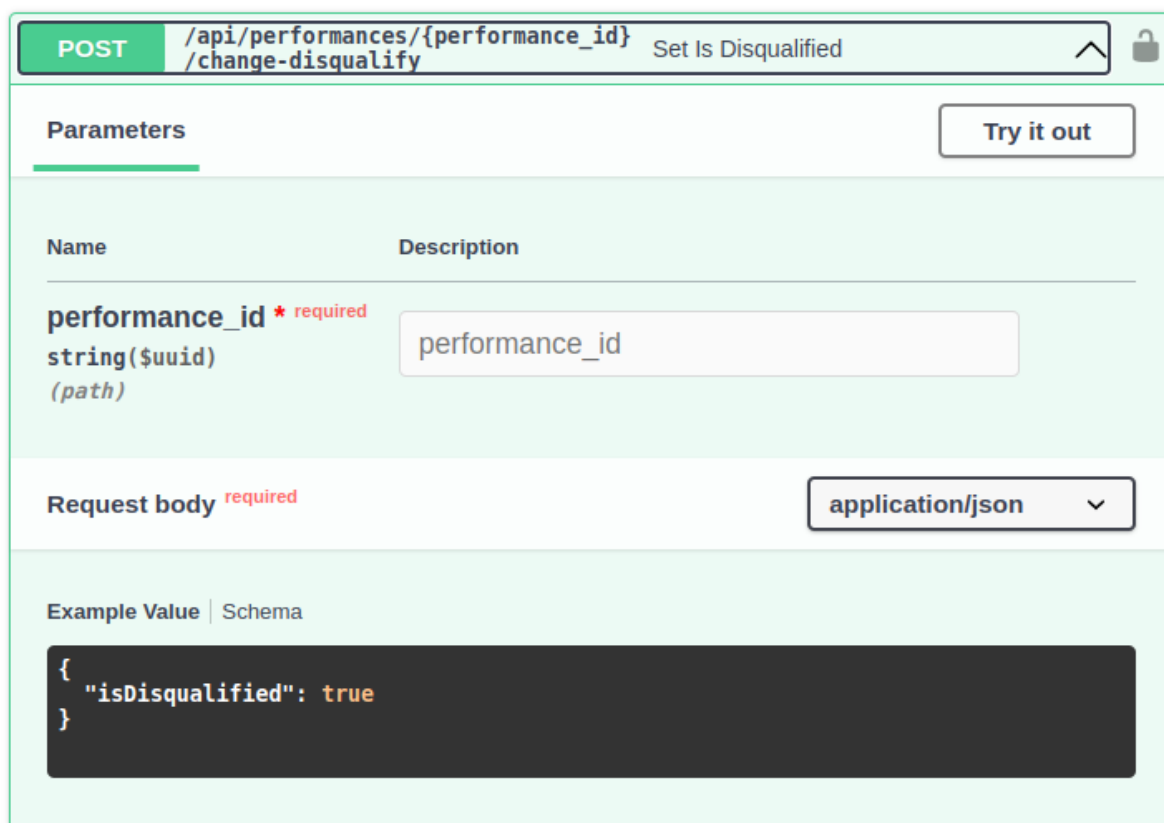 POST /api/performances/{performance_id} Set Is Disqualified
/change-disqualify
Parameters Try it out
Name Description
performance_id * required performance_id
string($uuid)
(path)
Request body required application/json
Example Value Schema
{
"isDisqualified": true
}